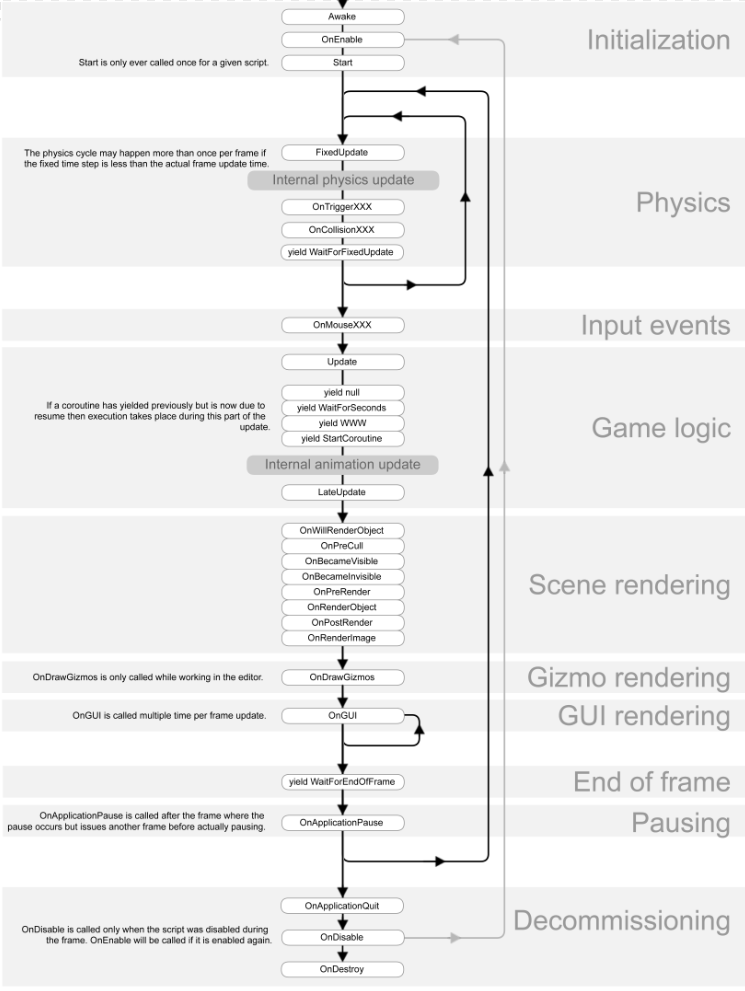 Awake
OnEnable
Initialization
Start is only ever called once for a given script.
Start
The physics cycle may happen more than once per frame if
the fixed time step is less than the actual frame update time.
FixedUpdate
Internal physics update
Physics
OnTriggerXXX
OnCollisionXXX
yield WaitForFixedUpdate
OnMouseXXX
Input events
Update
If a coroutine has yielded previously but is now due to
resume then execution takes place during this part of the
update.
yield null
yield WaitForSeconds
yield WWW
yield StartCoroutine
Game logic
Internal animation update
LateUpdate
OnWillRenderObject
OnPreCull
OnBecameVisible
OnBecameInvisible
OnPreRender
OnRenderObject
OnPostRender
OnRenderImage
Scene rendering
OnDrawGizmos is only called while working in the editor.
OnDrawGizmos
Gizmo rendering
OnGUI is called multiple time per frame update.
OnGUI
GUI rendering
yield WaitForEndOfFrame
End of frame
OnApplicationPause is called after the frame where the
pause occurs but issues another frame before actually pausing.
OnApplicationPause
Pausing
OnApplicationQuit
Decommissioning
OnDisable is called only when the script was disabled during
the frame. OnEnable will be called if it is enabled again.
OnDisable
OnDestroy